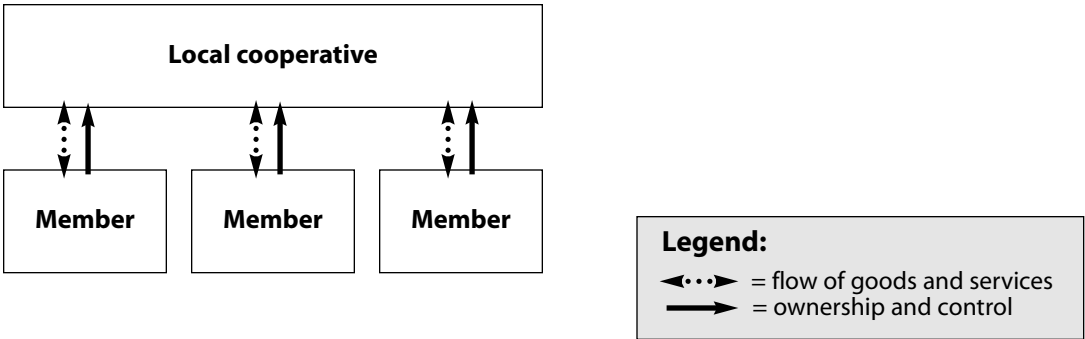 Local cooperative
Member Member Member
Legend:
= flow of goods and services
= ownership and control